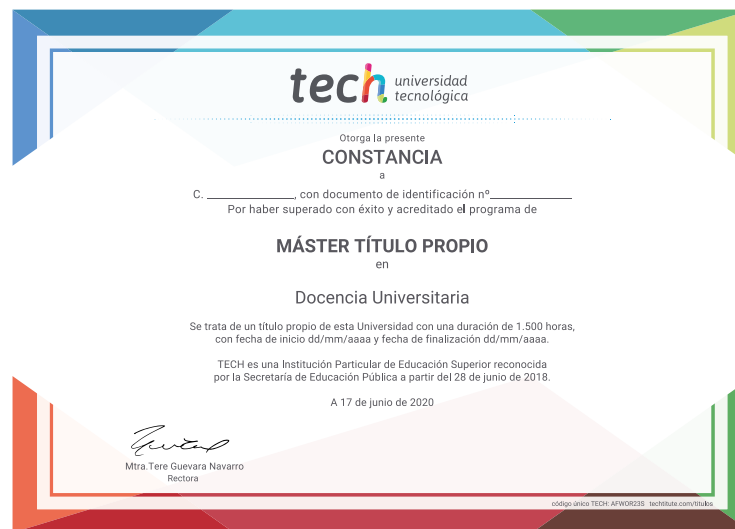 tech universidad
tecnológica
Otorga la presente
CONSTANCIA
a
C. ________________, con documento de identificación nº______________
Por haber superado con éxito y acreditado el programa de
MÁSTER TÍTULO PROPIO
en
Docencia Universitaria
Se trata de un título propio de esta Universidad con una duración de 1.500 horas,
con fecha de inicio dd/mm/aaaa y fecha de finalización dd/mm/aaaa.
TECH es una Institución Particular de Educación Superior reconocida
por la Secretaría de Educación Pública a partir del 28 de junio de 2018.
A 17 de junio de 2020
Mtra.Tere Guevara Navarro
Rectora
código único TECH: AFWOR23S techtitute.com/títulos